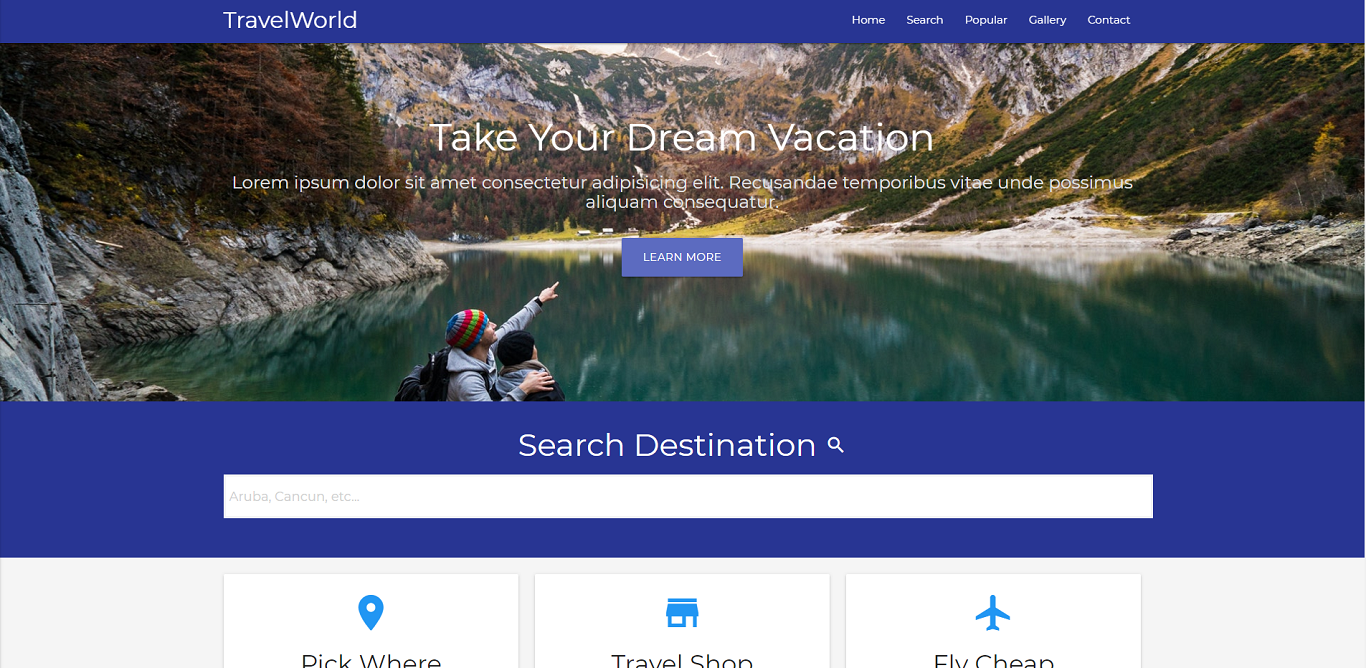 TravelWorld
Home Search Popular Gallery Contact
Take Your Dream Vacation
Lorem ipsum dolor sit amet consectetur adipisicing elit. Recusandae temporibus vitae unde possimus
aliquam consequatur.
LEARN MORE
Search Destination
Aruba, Cancun, etc...
Pick Where
Travel Shop
Fly Cheap